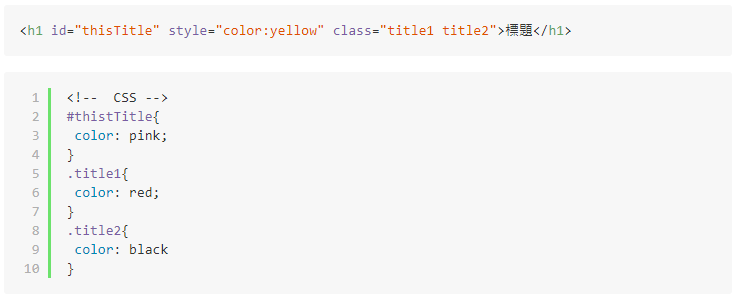 <h1 id="thisTitle" style="color:yellow" class="title1 title2">標題</h1>
1 <!--  CSS -->
2 #thistTitle{
3  color: pink;
4 }
5 .title1{
6  color: red;
7 }
8 .title2{
9  color: black
10 }